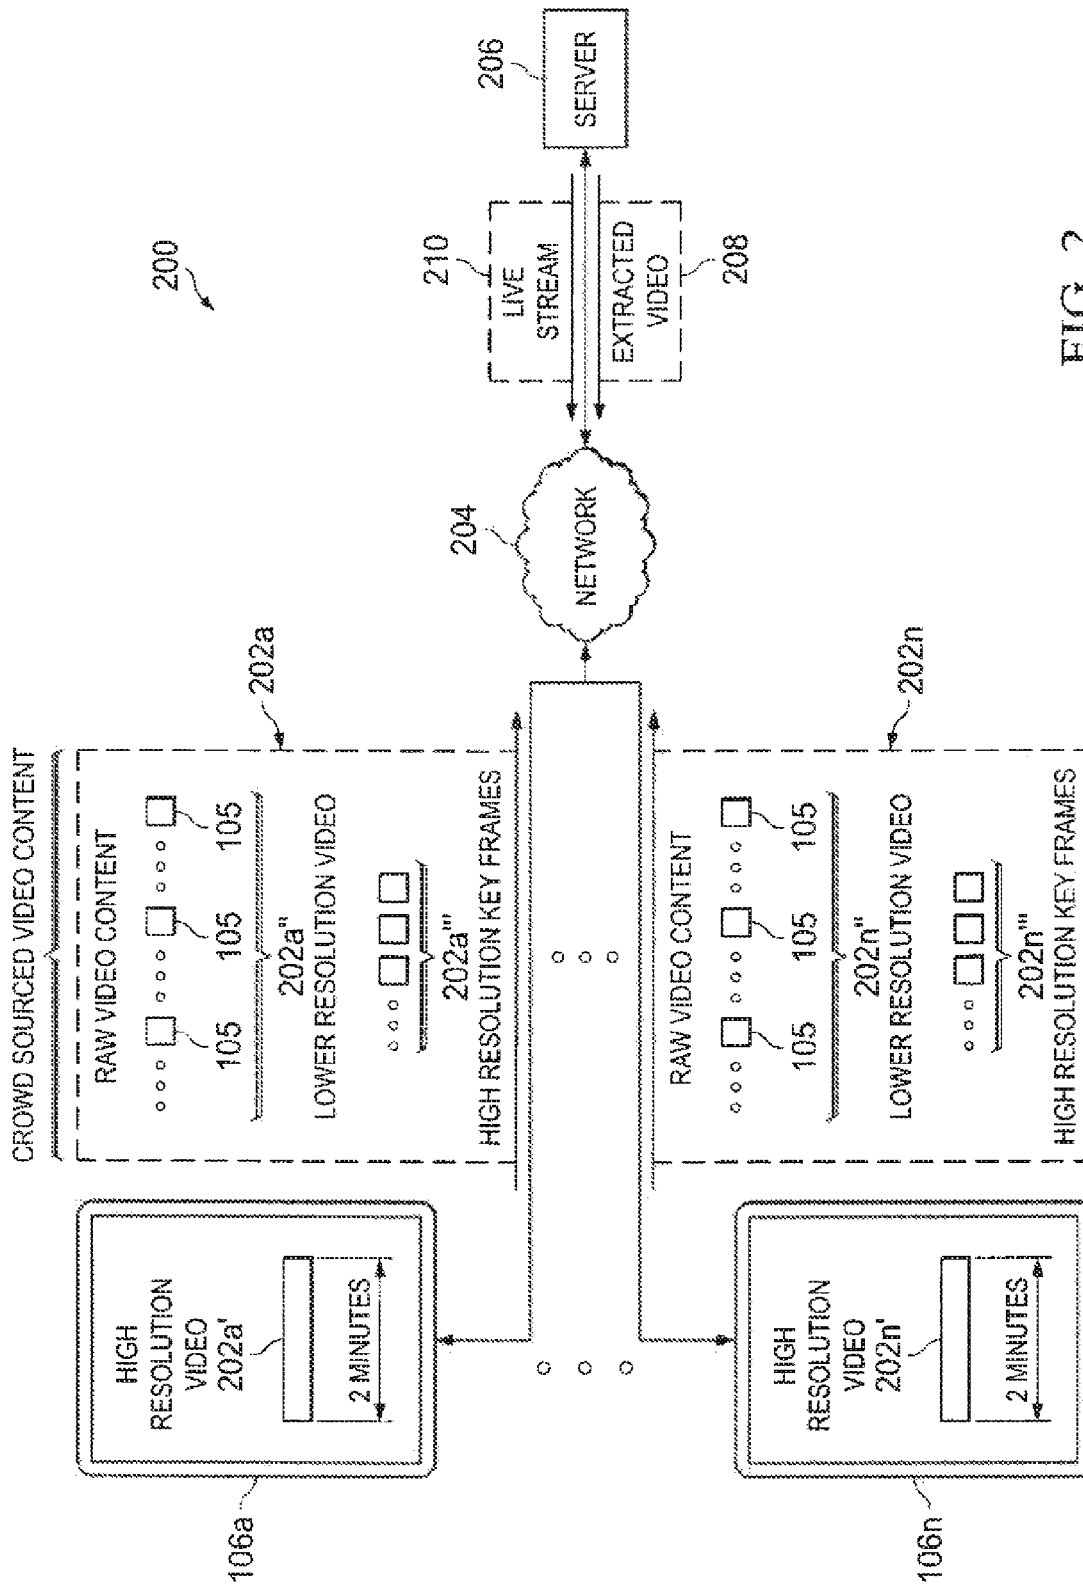 200
CROWD SOURCED VIDEO CONTENT
106a
HIGH
RESOLUTION
VIDEO
202a'
2 MINUTES
RAW VIDEO CONTENT
105
105
105
202a"
LOWER RESOLUTION VIDEO
202a'"
HIGH RESOLUTION KEY FRAMES
202a
204
NETWORK
210
LIVE
STREAM
EXTRACTED
VIDEO
208
206
SERVER
106n
HIGH
RESOLUTION
VIDEO
202n'
2 MINUTES
RAW VIDEO CONTENT
105
105
105
202n"
LOWER RESOLUTION VIDEO
202n'"
HIGH RESOLUTION KEY FRAMES
202n
FIG. 2